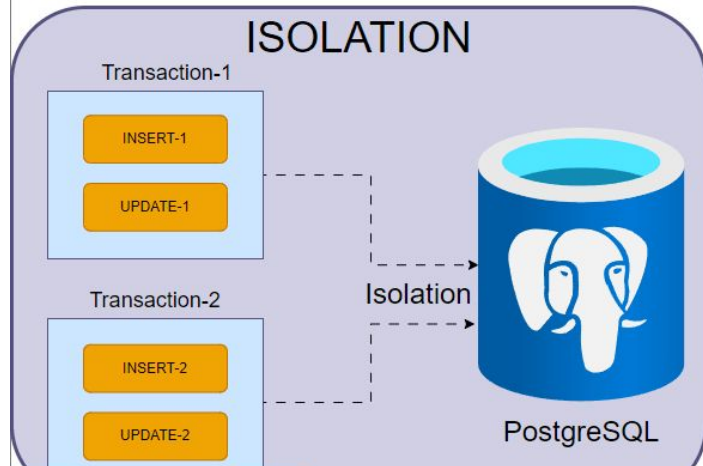 ISOLATION
Transaction-1
INSERT-1
UPDATE-1
Transaction-2
INSERT-2
UPDATE-2
Isolation
PostgreSQL